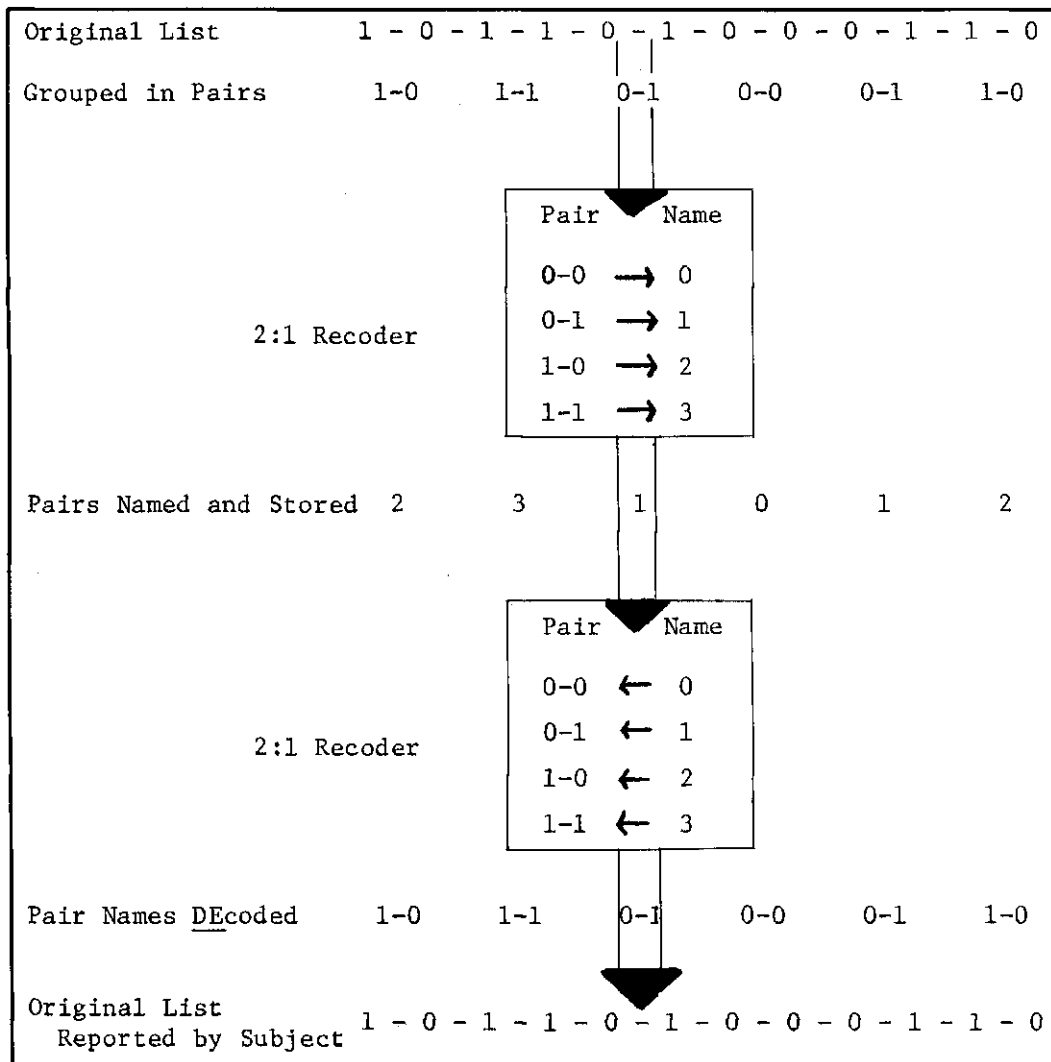 Original List 1 - 0 - 1 - 1 - 0 - 1 - 0 - 0 - 0 - 1 - 1 - 0
Grouped in Pairs 1-0 1-1 0-1 0-0 0-1 1-0
Pair Name
0-0 → 0
0-1 → 1
2:1 Recoder
1-0 → 2
1-1 → 3
Pairs Named and Stored 2 3 1 0 1 2
Pair Name
0-0 ← 0
0-1 ← 1
2:1 Recoder
1-0 ← 2
1-1 ← 3
Pair Names DEcoded 1-0 1-1 0-1 0-0 0-1 1-0
Original List
Reported by Subject 1 - 0 - 1 - 1 - 0 - 1 - 0 - 0 - 0 - 1 - 1 - 0